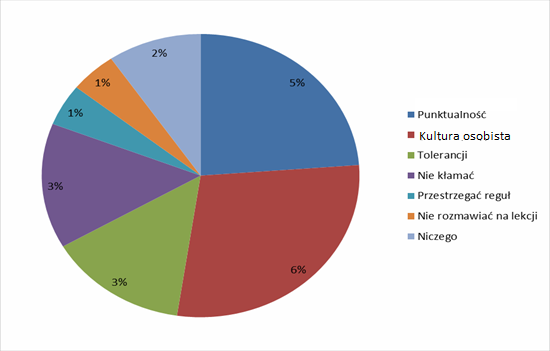 2%
5%
1%
1%
3%
3%
6%
Punktualność
Kultura osobista
Tolerancji
Nie kłamać
Przestrzegać reguł
Nie rozmawiać na lekcji
Niczego